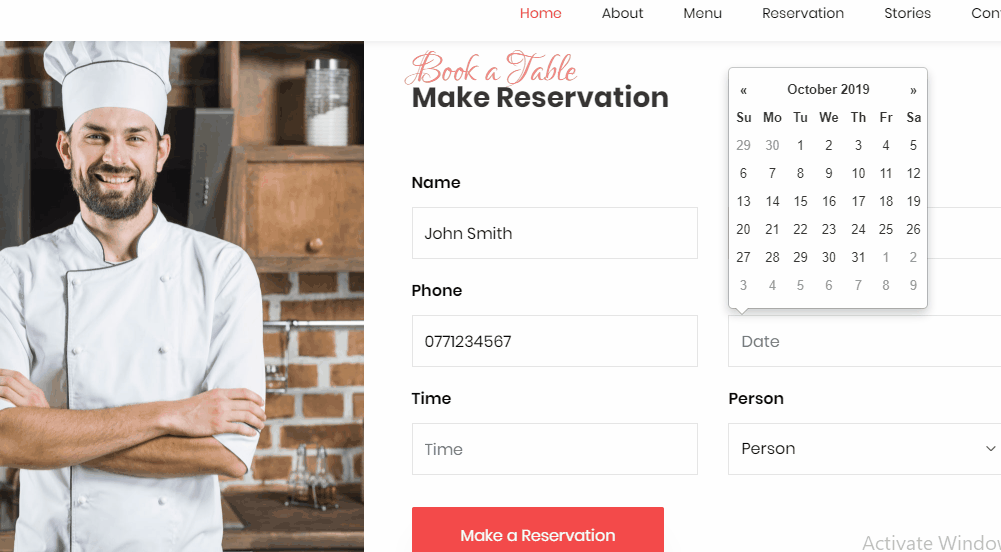 Home About Menu Reservation Stories
Book a Table
Make Reservation
« October 2019 »
Su Mo Tu We Th Fr Sa
29 30 1 2 3 4 5
6 7 8 9 10 11 12
13 14 15 16 17 18 19
20 21 22 23 24 25 26
27 28 29 30 31 1 2
3 4 5 6 7 8 9
Name
John Smith
Phone
0771234567
Date
Time
Person
Time
Person
Make a Reservation
Activate